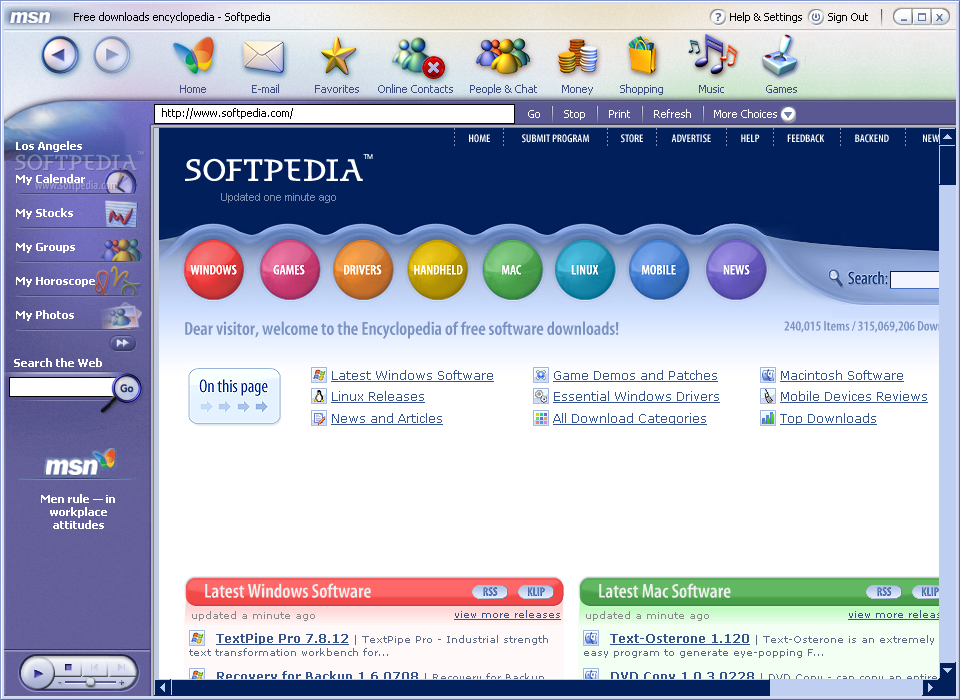 msn Free downloads encyclopedia - Softpedia
Help & Settings Sign Out
Home E-mail Favorites Online Contacts People & Chat Money Shopping Music Games
http://www.softpedia.com/ Go Stop Print Refresh More Choices
Los Angeles
SOFTPEDIA™
www.softpedia.com
My Calendar
My Stocks
My Groups
My Horoscope
My Photos
Search the Web
Go
msn
Men rule — in
workplace
attitudes
HOME SUBMIT PROGRAM STORE ADVERTISE HELP FEEDBACK BACKEND NEW
SOFTPEDIA™
Updated one minute ago
WINDOWS GAMES DRIVERS HANDHELD MAC LINUX MOBILE NEWS
Search:
Dear visitor, welcome to the Encyclopedia of free software downloads!
240,015 Items / 315,069,206 Dow
On this page
Latest Windows Software Game Demos and Patches Macintosh Software
Linux Releases Essential Windows Drivers Mobile Devices Reviews
News and Articles All Download Categories Top Downloads
Latest Windows Software RSS KLIP
updated a minute ago view more releases
TextPipe Pro 7.8.12 | TextPipe Pro - Industrial strength
text transformation workbench for...
Recovery for Backup 1.6.0708 | Recovery for Backup
Latest Mac Software RSS KLIP
updated a minute ago view more releas
Text-Osterone 1.120 | Text-Osterone is an extremely
easy program to generate eye-popping F...
DVD Copy 1.0.3.0228 | DVD Copy - can copy an entire